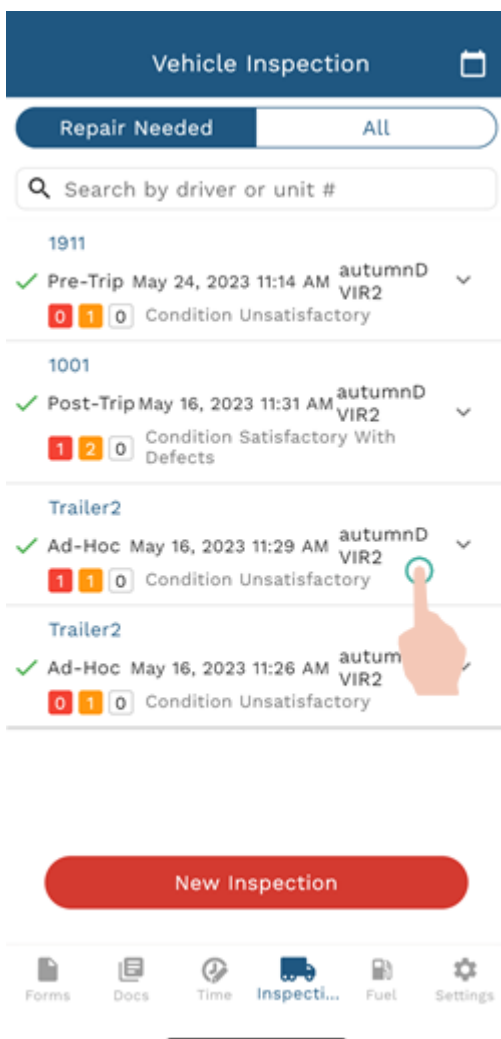 Vehicle Inspection
Repair Needed All
Search by driver or unit #
1911
Pre-Trip May 24, 2023 11:14 AM autumnD
VIR2
0 1 0 Condition Unsatisfactory
1001
Post-Trip May 16, 2023 11:31 AM autumnD
VIR2
1 2 0 Condition Satisfactory With
Defects
Trailer2
Ad-Hoc May 16, 2023 11:29 AM autumnD
VIR2
1 1 0 Condition Unsatisfactory
Trailer2
Ad-Hoc May 16, 2023 11:26 AM autum
VIR2
0 1 0 Condition Unsatisfactory
New Inspection
Forms Docs Time Inspecti... Fuel Settings